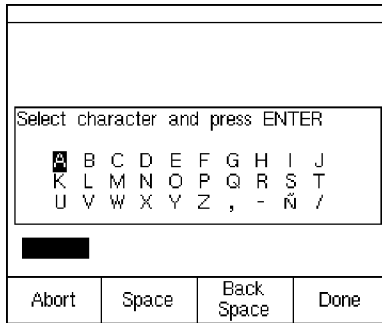 Select character and press ENTER
A B C D E F G H I J
K L M N O P Q R S T
U V W X Y Z , - Ñ /
Abort
Space
Back
Space
Done